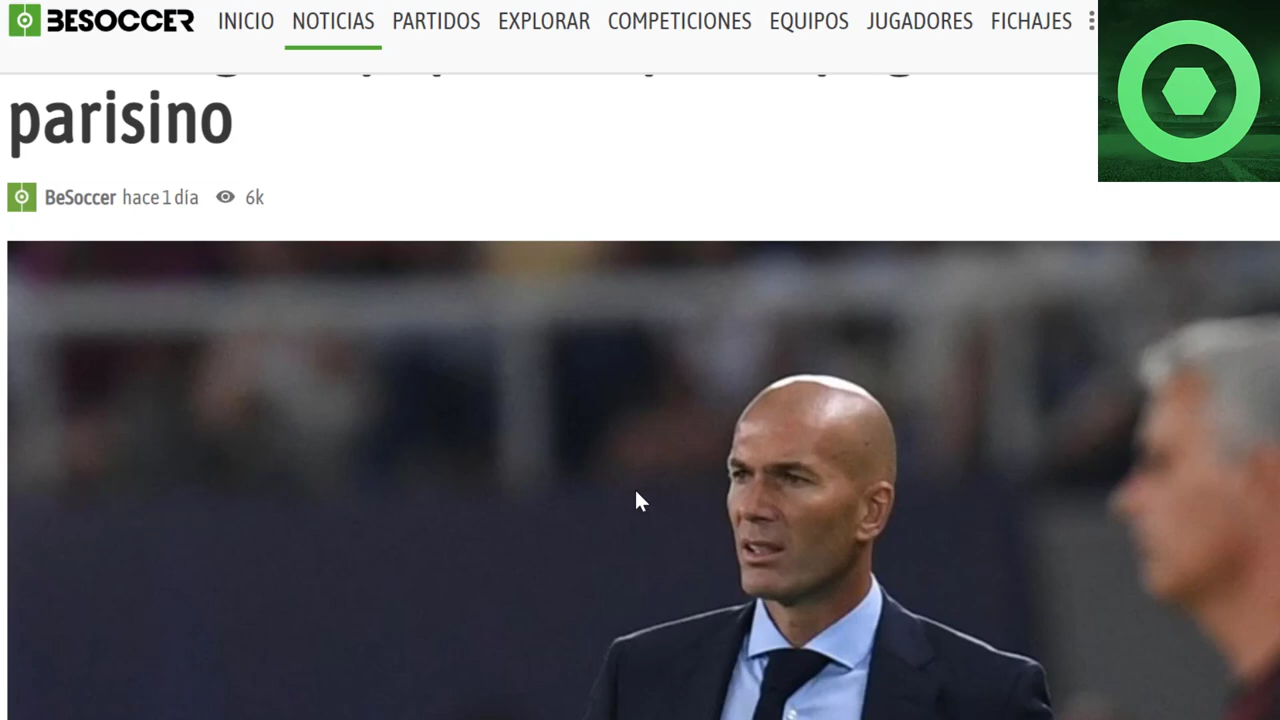 BESOCCER INICIO NOTICIAS PARTIDOS EXPLORAR COMPETICIONES EQUIPOS JUGADORES FICHAJES
parisino
BeSoccer hace 1 día 6k